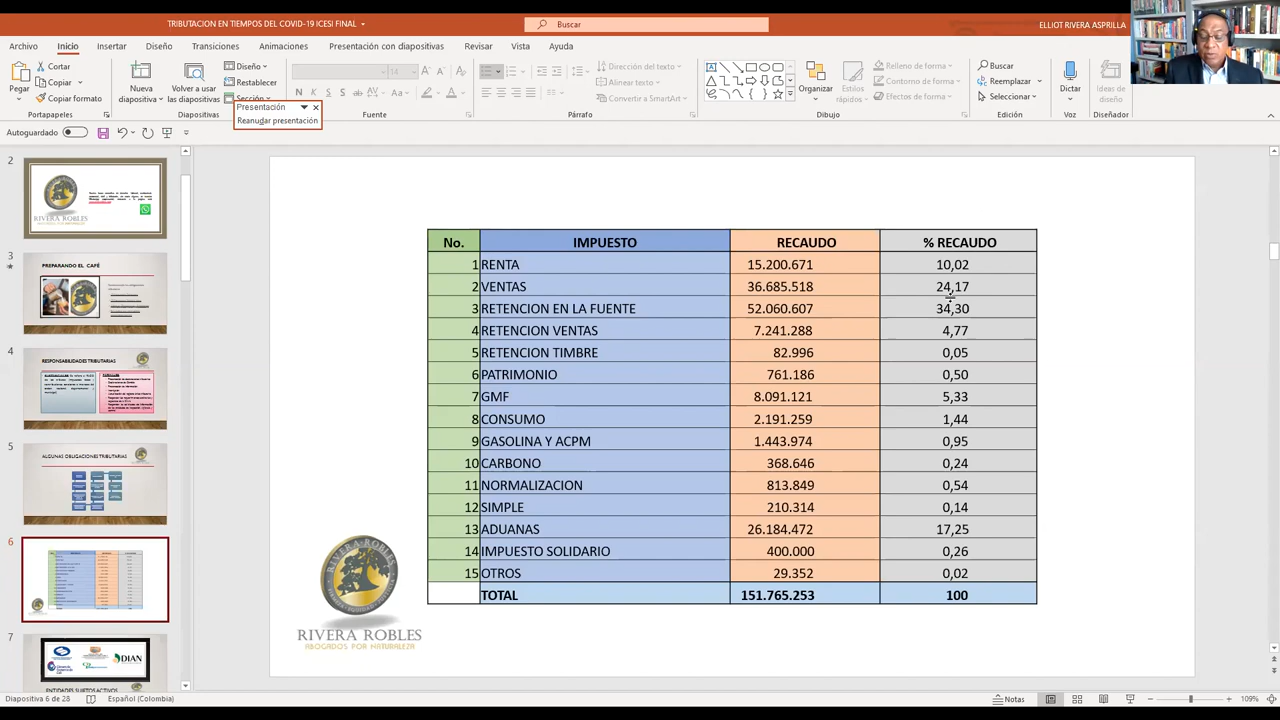 TRIBUTACION EN TIEMPOS DEL COVID-19 ICESI FINAL
Buscar
ELLIOT RIVERA ASPRILLA
Archivo Inicio Insertar Diseño Transiciones Animaciones Presentación con diapositivas Revisar Vista Ayuda
Pegar
Cortar
Copiar
Copiar formato
Portapapeles
Nueva diapositiva
Volver a usar las diapositivas
Diseño
Restablecer
Sección
Diapositivas
Presentación
Reanudar presentación
14
N K S S ab AV Aa A
Fuente
Dirección del texto
Alinear texto
Convertir a SmartArt
Párrafo
Organizar
Estilos rápidos
Relleno de forma
Contorno de forma
Efectos de forma
Dibujo
Buscar
Reemplazar
Seleccionar
Edición
Dictar
Voz
Ideas de diseño
Diseñador
Autoguardado
2
RIVERA ROBLES
3
PREPARANDO EL CAFÉ
4
RESPONSABILIDADES TRIBUTARIAS
5
ALGUNAS OBLIGACIONES TRIBUTARIAS
6
7
DIAN
ENTIDADES SUJETOS ACTIVOS
No. IMPUESTO RECAUDO % RECAUDO
1 RENTA 15.200.671 10,02
2 VENTAS 36.685.518 24,17
3 RETENCION EN LA FUENTE 52.060.607 34,30
4 RETENCION VENTAS 7.241.288 4,77
5 RETENCION TIMBRE 82.996 0,05
6 PATRIMONIO 761.186 0,50
7 GMF 8.091.121 5,33
8 CONSUMO 2.191.259 1,44
9 GASOLINA Y ACPM 1.443.974 0,95
10 CARBONO 368.646 0,24
11 NORMALIZACION 813.849 0,54
12 SIMPLE 210.314 0,14
13 ADUANAS 26.184.472 17,25
14 IMPUESTO SOLIDARIO 400.000 0,26
15 OTROS 29.352 0,02
TOTAL 151.765.253 100
RIVERA ROBLES
ABOGADOS POR NATURALEZA
Diapositiva 6 de 28 Español (Colombia) Notas 109%